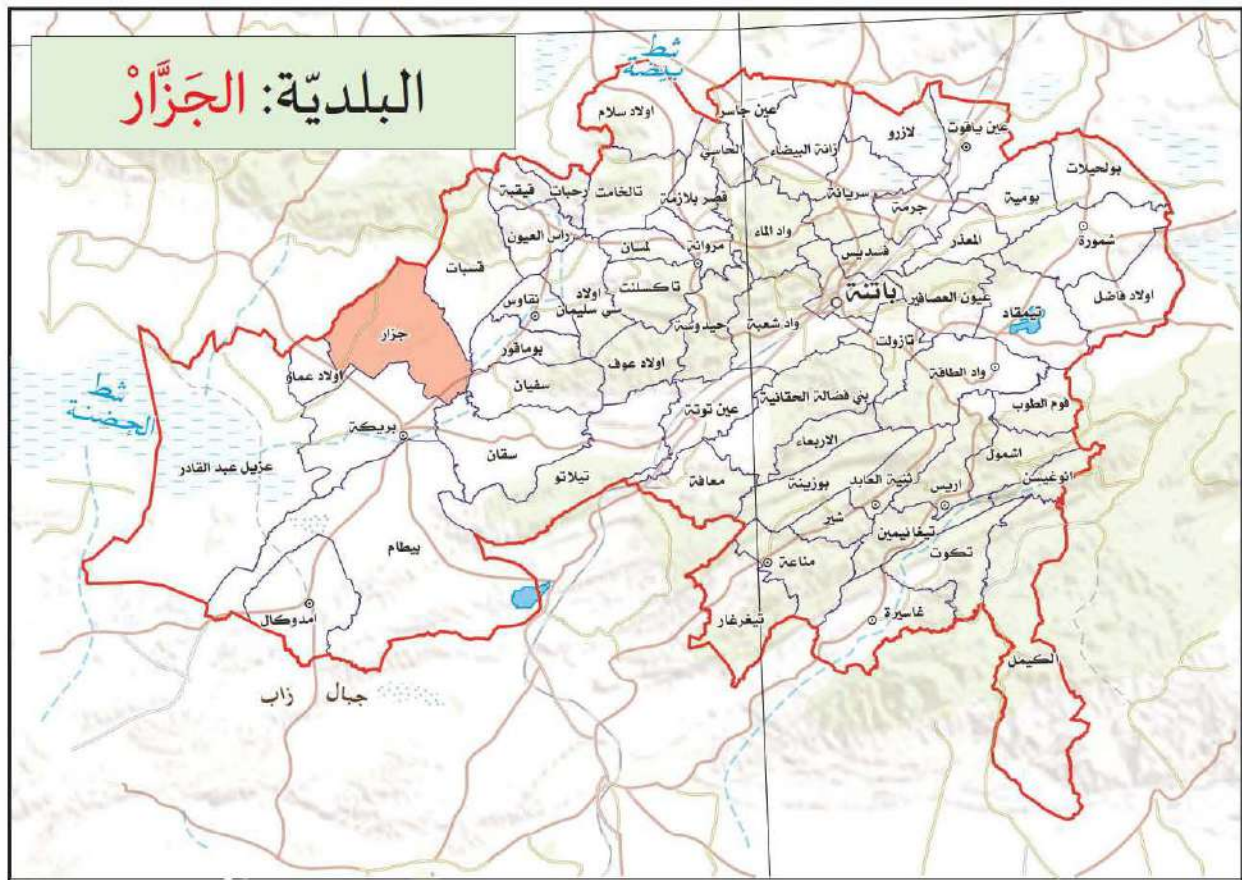 البلديّة: الجَزَّارْ
شط
بيضة
اولاد سلام
عين جاسر
الحاسي
زانة البيضاء
لازرو
عين ياقوت
بولحيلات
بومية
شمورة
اولاد فاضل
فيقبة
رحبات
تالخامت
قصر بلازمة
سريانة
جرمة
المعذر
راس العيون
لمسان
مروانة
واد الماء
فسديس
قسبات
نقاوس
اولاد
سي سليمان
تاكسلنت
حيدوسة
باتنة
واد شعبة
عيون العصافير
تيمقاد
تازولت
جزار
اولاد عمار
بوماقور
اولاد عوف
سفيان
واد الطاقة
فوم الطوب
شط
الحضنة
بريكة
عين توتة
بني فضالة الحقانية
عزيل عبد القادر
سقان
تيلاتو
معافة
الاربعاء
بوزينة
ثنية العابد
اريس
اشمول
انوغيسن
شير
تيغانيمين
تكوت
بيطام
مناعة
امدوكال
تيغرغار
غاسيرة
الكيمل
جبال زاب